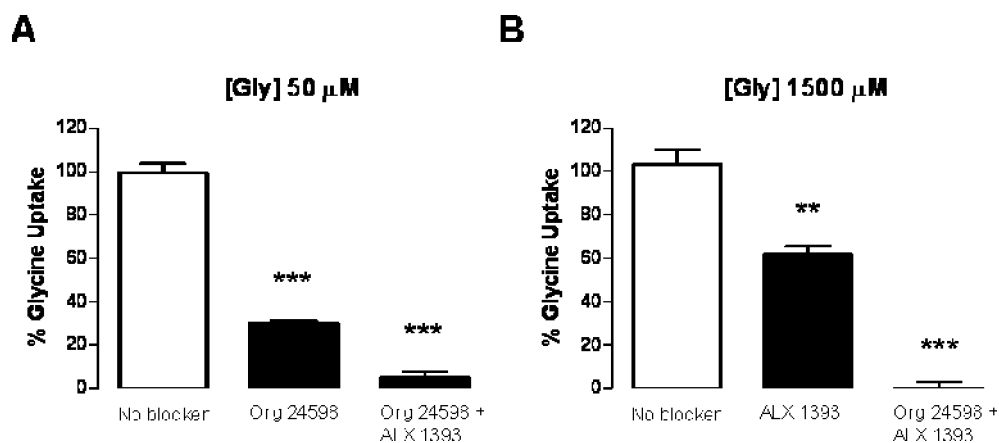 A
B
[Gly] 50 µM
[Gly] 1500 µM
% Glycine Uptake
120
100
80
60
40
20
0
***
***
No blocker
Org 24598
Org 24598 +
ALX 1393
% Glycine Uptake
120
100
80
60
40
20
0
**
***
No blocker
ALX 1393
Org 24598 +
ALX 1393